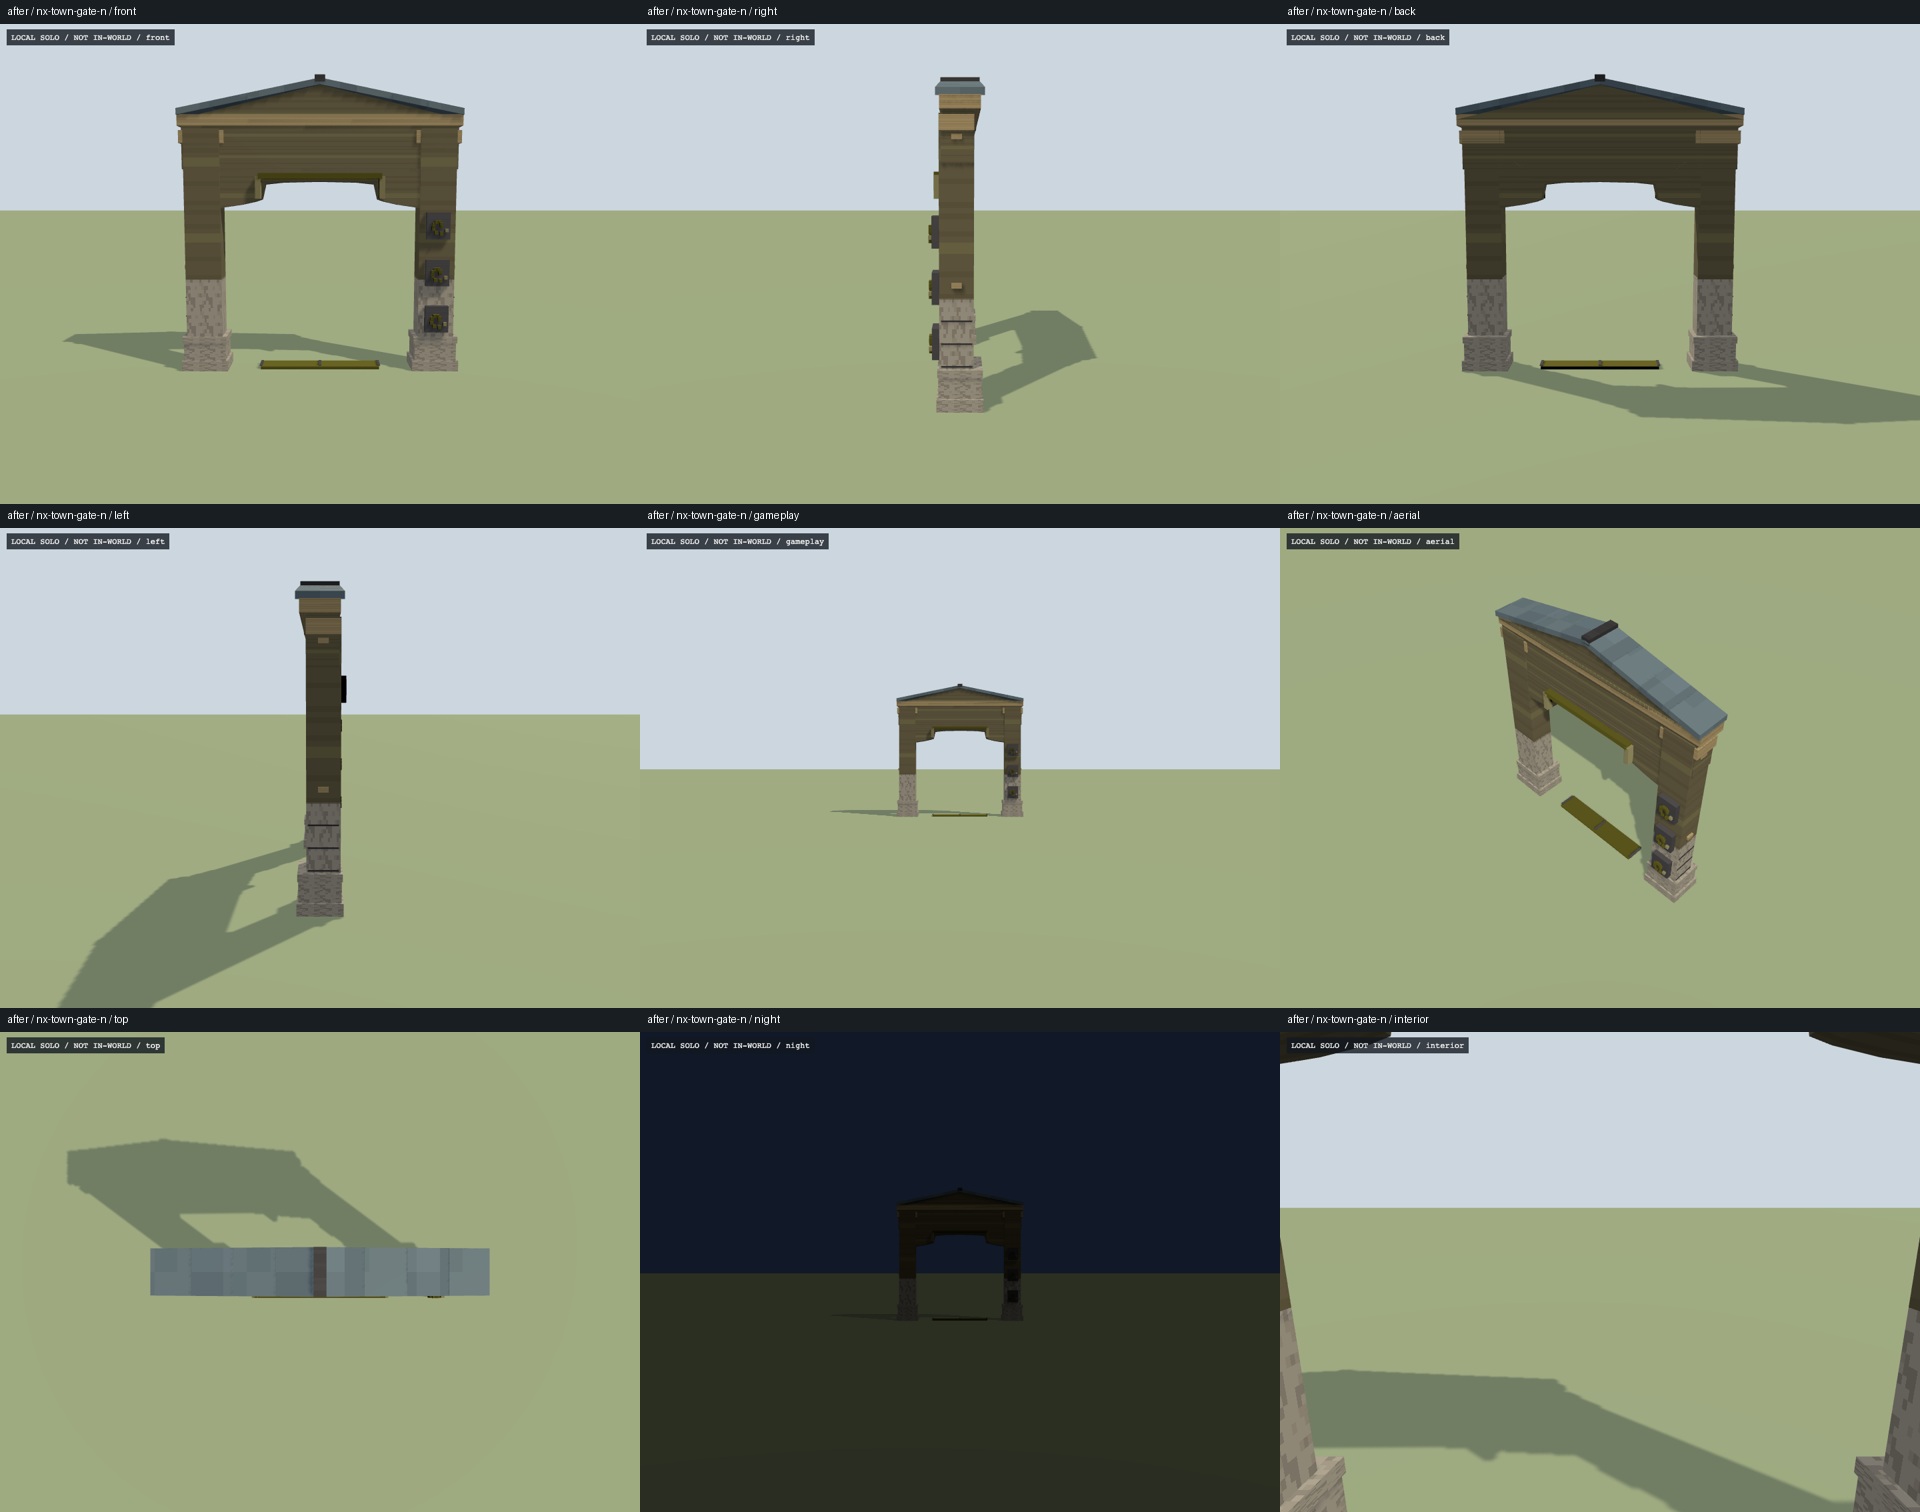 after / nx-town-gate-n / front
LOCAL SOLO / NOT IN-WORLD / front
after / nx-town-gate-n / right
LOCAL SOLO / NOT IN-WORLD / right
after / nx-town-gate-n / back
LOCAL SOLO / NOT IN-WORLD / back
after / nx-town-gate-n / left
LOCAL SOLO / NOT IN-WORLD / left
after / nx-town-gate-n / gameplay
LOCAL SOLO / NOT IN-WORLD / gameplay
after / nx-town-gate-n / aerial
LOCAL SOLO / NOT IN-WORLD / aerial
after / nx-town-gate-n / top
LOCAL SOLO / NOT IN-WORLD / top
after / nx-town-gate-n / night
LOCAL SOLO / NOT IN-WORLD / night
after / nx-town-gate-n / interior
LOCAL SOLO / NOT IN-WORLD / interior